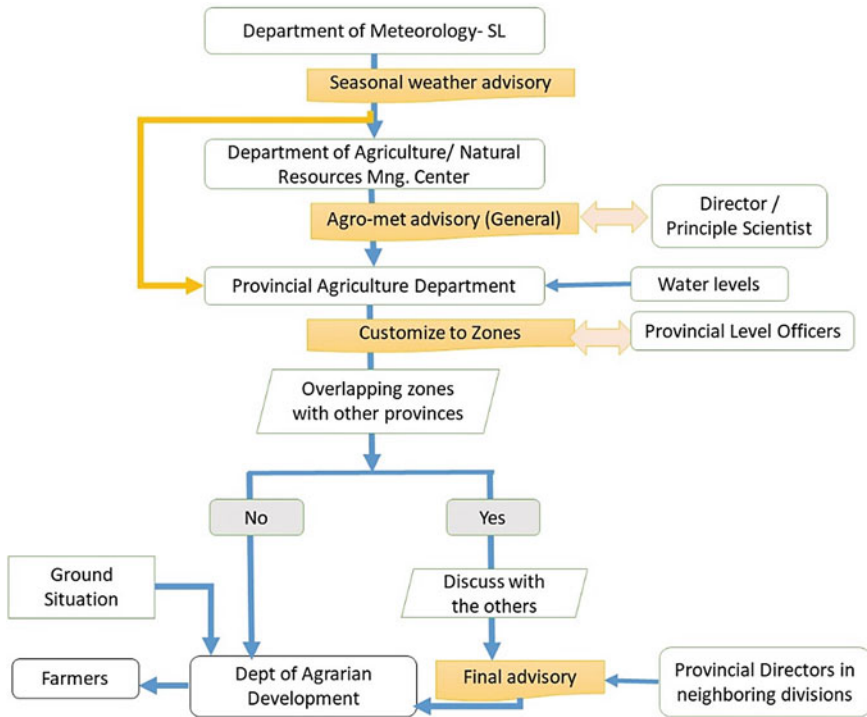 Department of Meteorology- SL
Seasonal weather advisory
Department of Agriculture/ Natural
Resources Mng. Center
Agro-met advisory (General)
Director /
Principle Scientist
Provincial Agriculture Department
Water levels
Customize to Zones
Provincial Level Officers
Overlapping zones
with other provinces
No
Yes
Ground
Situation
Discuss with
the others
Farmers
Dept of Agrarian
Development
Final advisory
Provincial Directors in
neighboring divisions